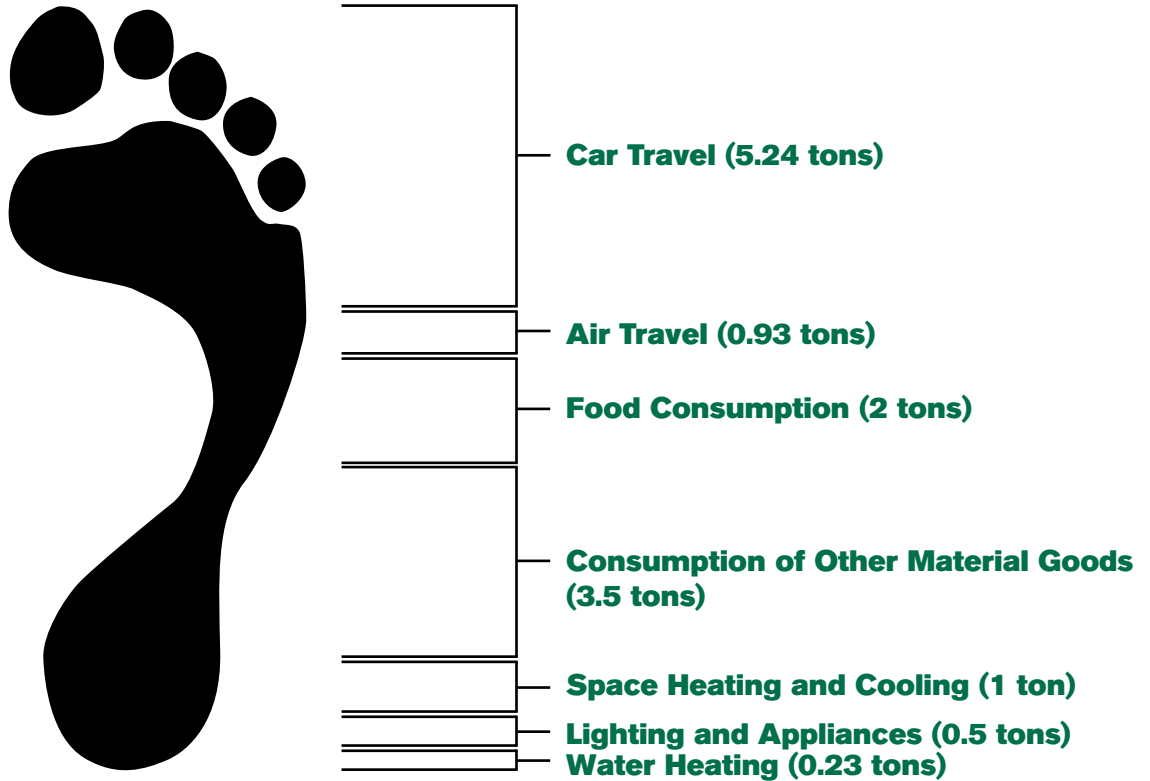 Car Travel (5.24 tons)
Air Travel (0.93 tons)
Food Consumption (2 tons)
Consumption of Other Material Goods
(3.5 tons)
Space Heating and Cooling (1 ton)
Lighting and Appliances (0.5 tons)
Water Heating (0.23 tons)